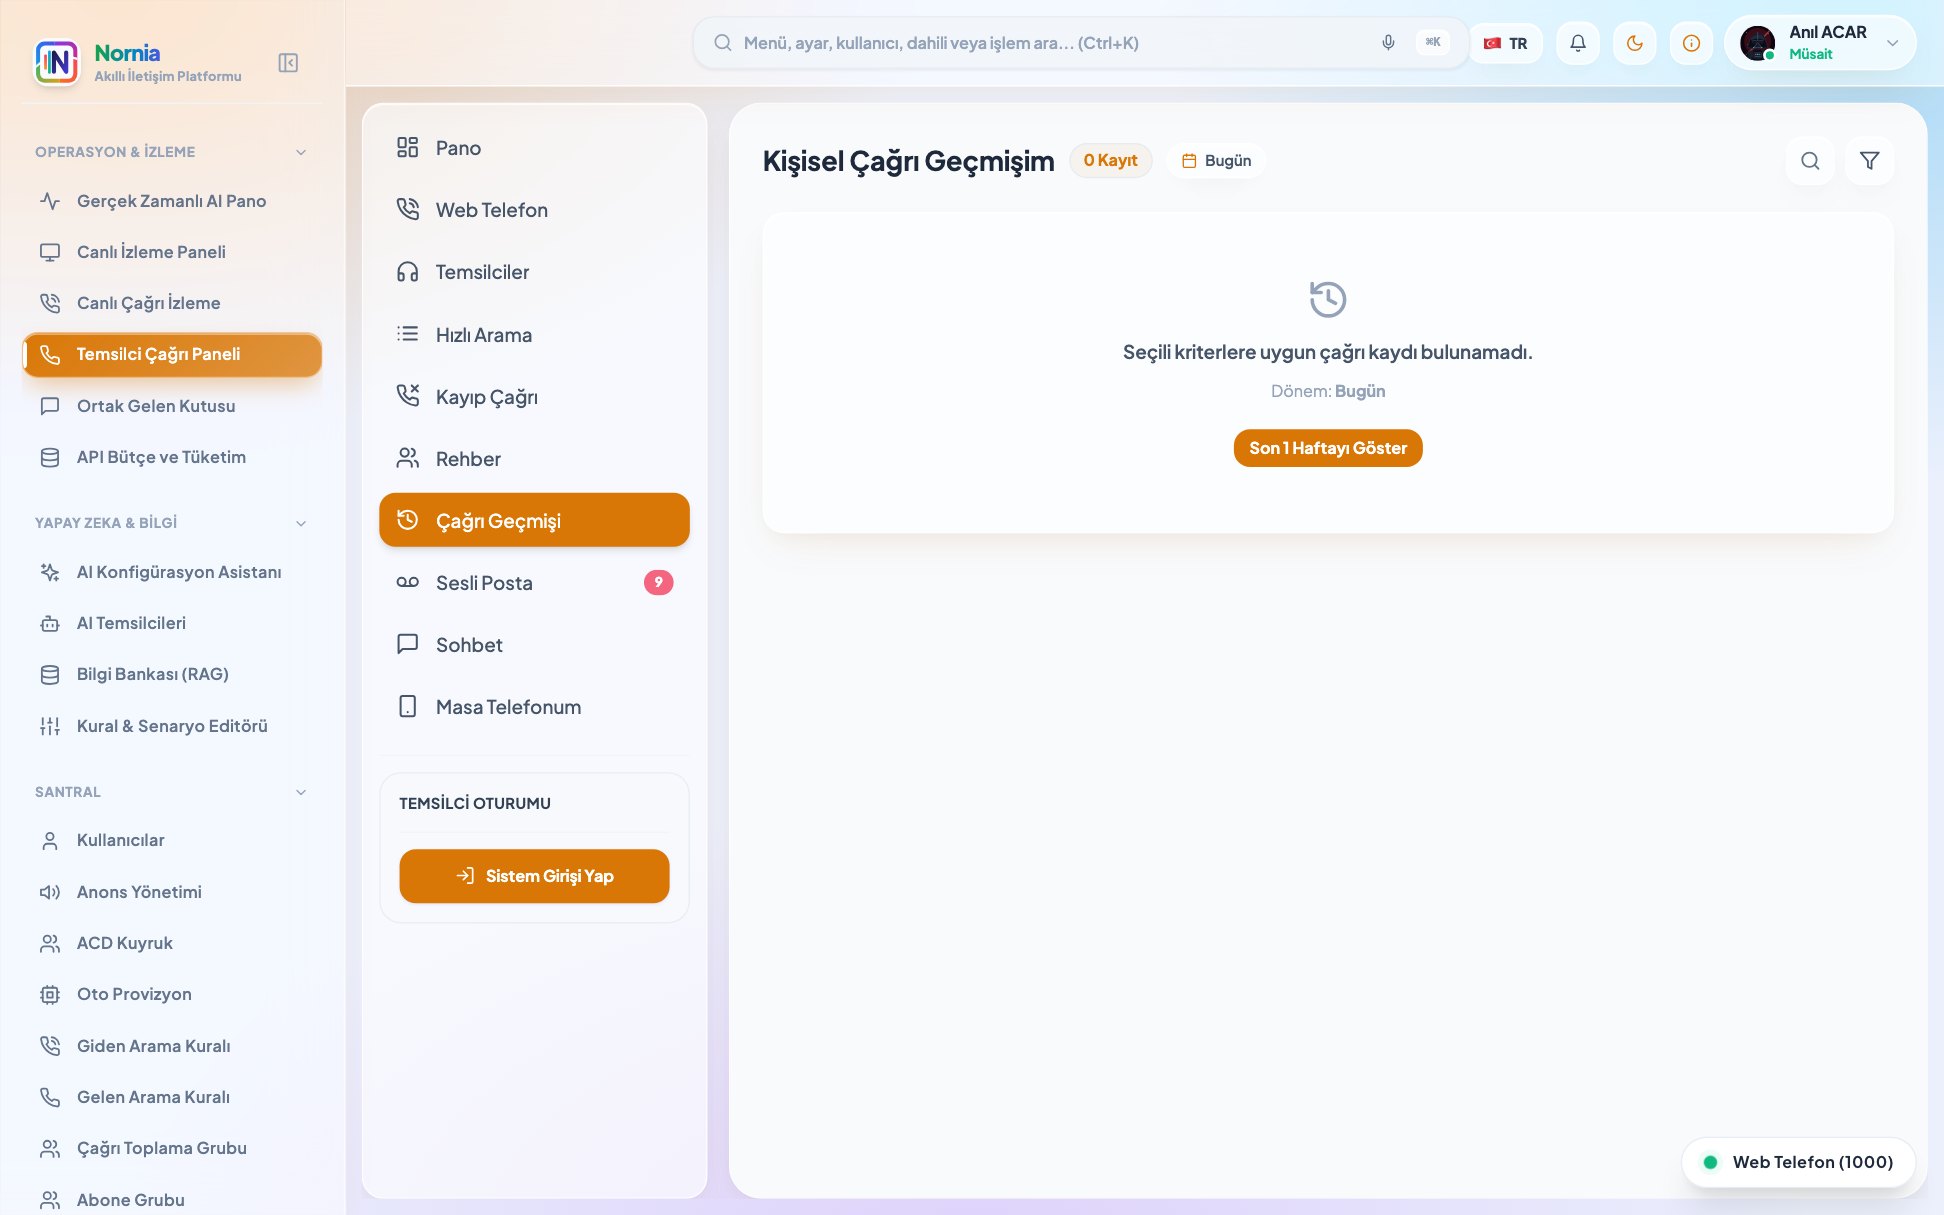 Nornia
Akıllı İletişim Platformu
Menü, ayar, kullanıcı, dahili veya işlem ara... (Ctrl+K)
⌘K
TR
Anıl ACAR
Müsait
OPERASYON & İZLEME
Gerçek Zamanlı AI Pano
Canlı İzleme Paneli
Canlı Çağrı İzleme
Temsilci Çağrı Paneli
Ortak Gelen Kutusu
API Bütçe ve Tüketim
YAPAY ZEKA & BİLGİ
AI Konfigürasyon Asistanı
AI Temsilcileri
Bilgi Bankası (RAG)
Kural & Senaryo Editörü
SANTRAL
Kullanıcılar
Anons Yönetimi
ACD Kuyruk
Oto Provizyon
Giden Arama Kuralı
Gelen Arama Kuralı
Çağrı Toplama Grubu
Abone Grubu
Pano
Web Telefon
Temsilciler
Hızlı Arama
Kayıp Çağrı
Rehber
Çağrı Geçmişi
Sesli Posta 9
Sohbet
Masa Telefonum
TEMSİLCİ OTURUMU
Sistem Girişi Yap
Kişisel Çağrı Geçmişim 0 Kayıt Bugün
Seçili kriterlere uygun çağrı kaydı bulunamadı.
Dönem: Bugün
Son 1 Haftayı Göster
Web Telefon (1000)